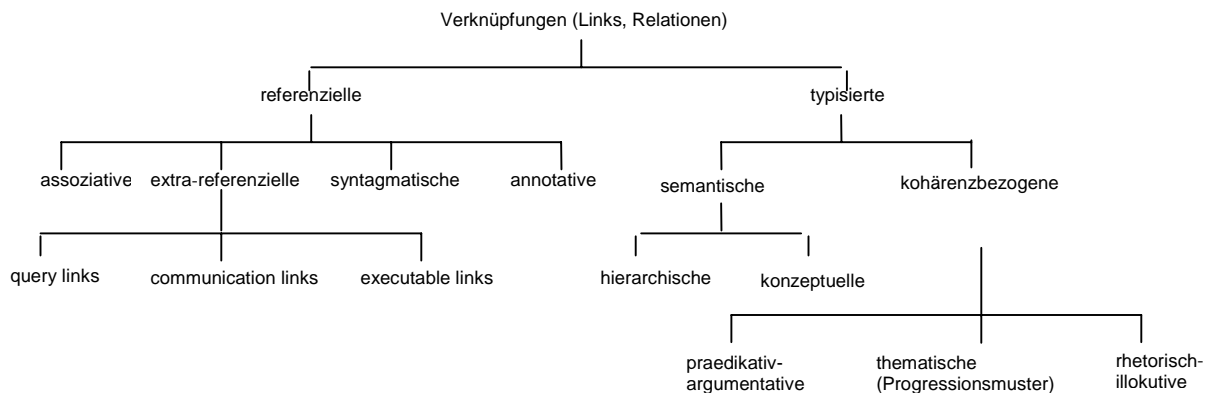 Verknüpfungen (Links, Relationen)
referenzielle
typisierte
assoziative
extra-referenzielle
syntagmatische
annotative
semantische
kohärenzbezogene
query links
communication links
executable links
hierarchische
konzeptuelle
praedikativ-
argumentative
thematische
(Progressionsmuster)
rhetorisch-
illokutive